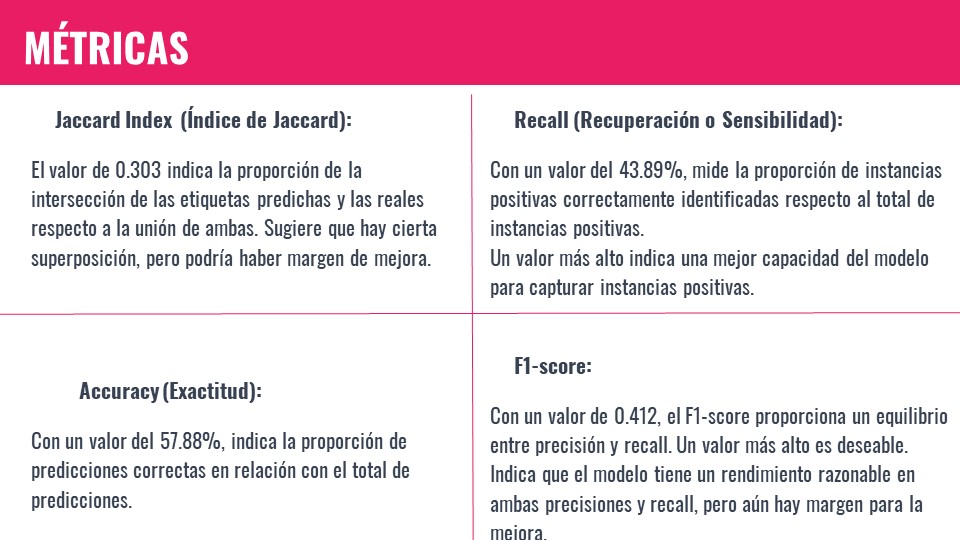 MÉTRICAS
Jaccard Index (Índice de Jaccard):
El valor de 0.303 indica la proporción de la
intersección de las etiquetas predichas y las reales
respecto a la unión de ambas. Sugiere que hay cierta
superposición, pero podría haber margen de mejora.
Recall (Recuperación o Sensibilidad):
Con un valor del 43.89%, mide la proporción de instancias
positivas correctamente identificadas respecto al total de
instancias positivas.
Un valor más alto indica una mejor capacidad del modelo
para capturar instancias positivas.
Accuracy (Exactitud):
Con un valor del 57.88%, indica la proporción de
predicciones correctas en relación con el total de
predicciones.
F1-score:
Con un valor de 0.412, el F1-score proporciona un equilibrio
entre precisión y recall. Un valor más alto es deseable.
Indica que el modelo tiene un rendimiento razonable en
ambas precisiones y recall, pero aún hay margen para la
mejora.